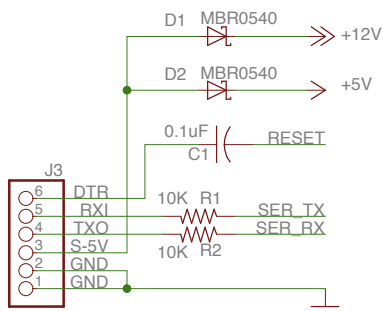 D1 MBR0540
+12V
D2 MBR0540
+5V
0.1uF
C1
RESET
J3
6 DTR
5 RXI
10K R1
SER_TX
4 TXO
SER_RX
3 S-5V
10K R2
2 GND
1 GND